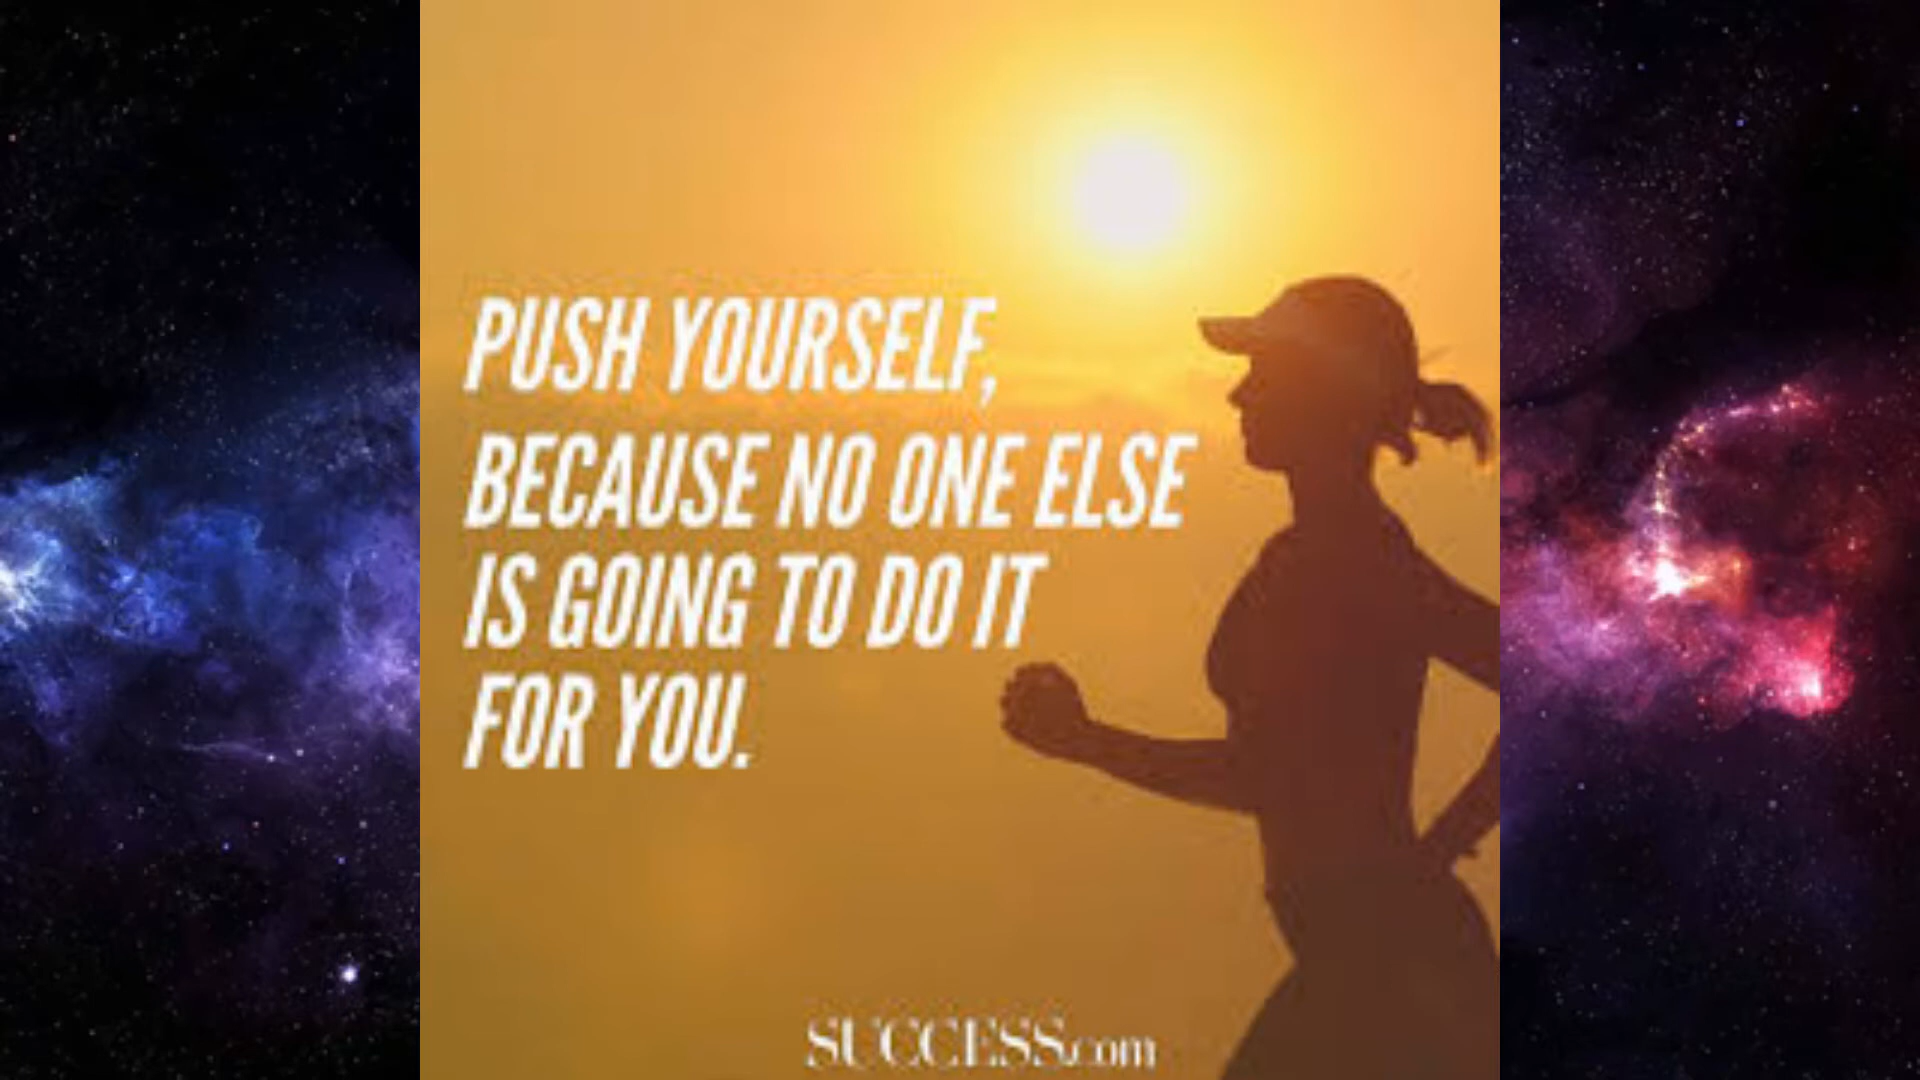 PUSH YOURSELF,
BECAUSE NO ONE ELSE
IS GOING TO DO IT
FOR YOU.
SUCCESS.com